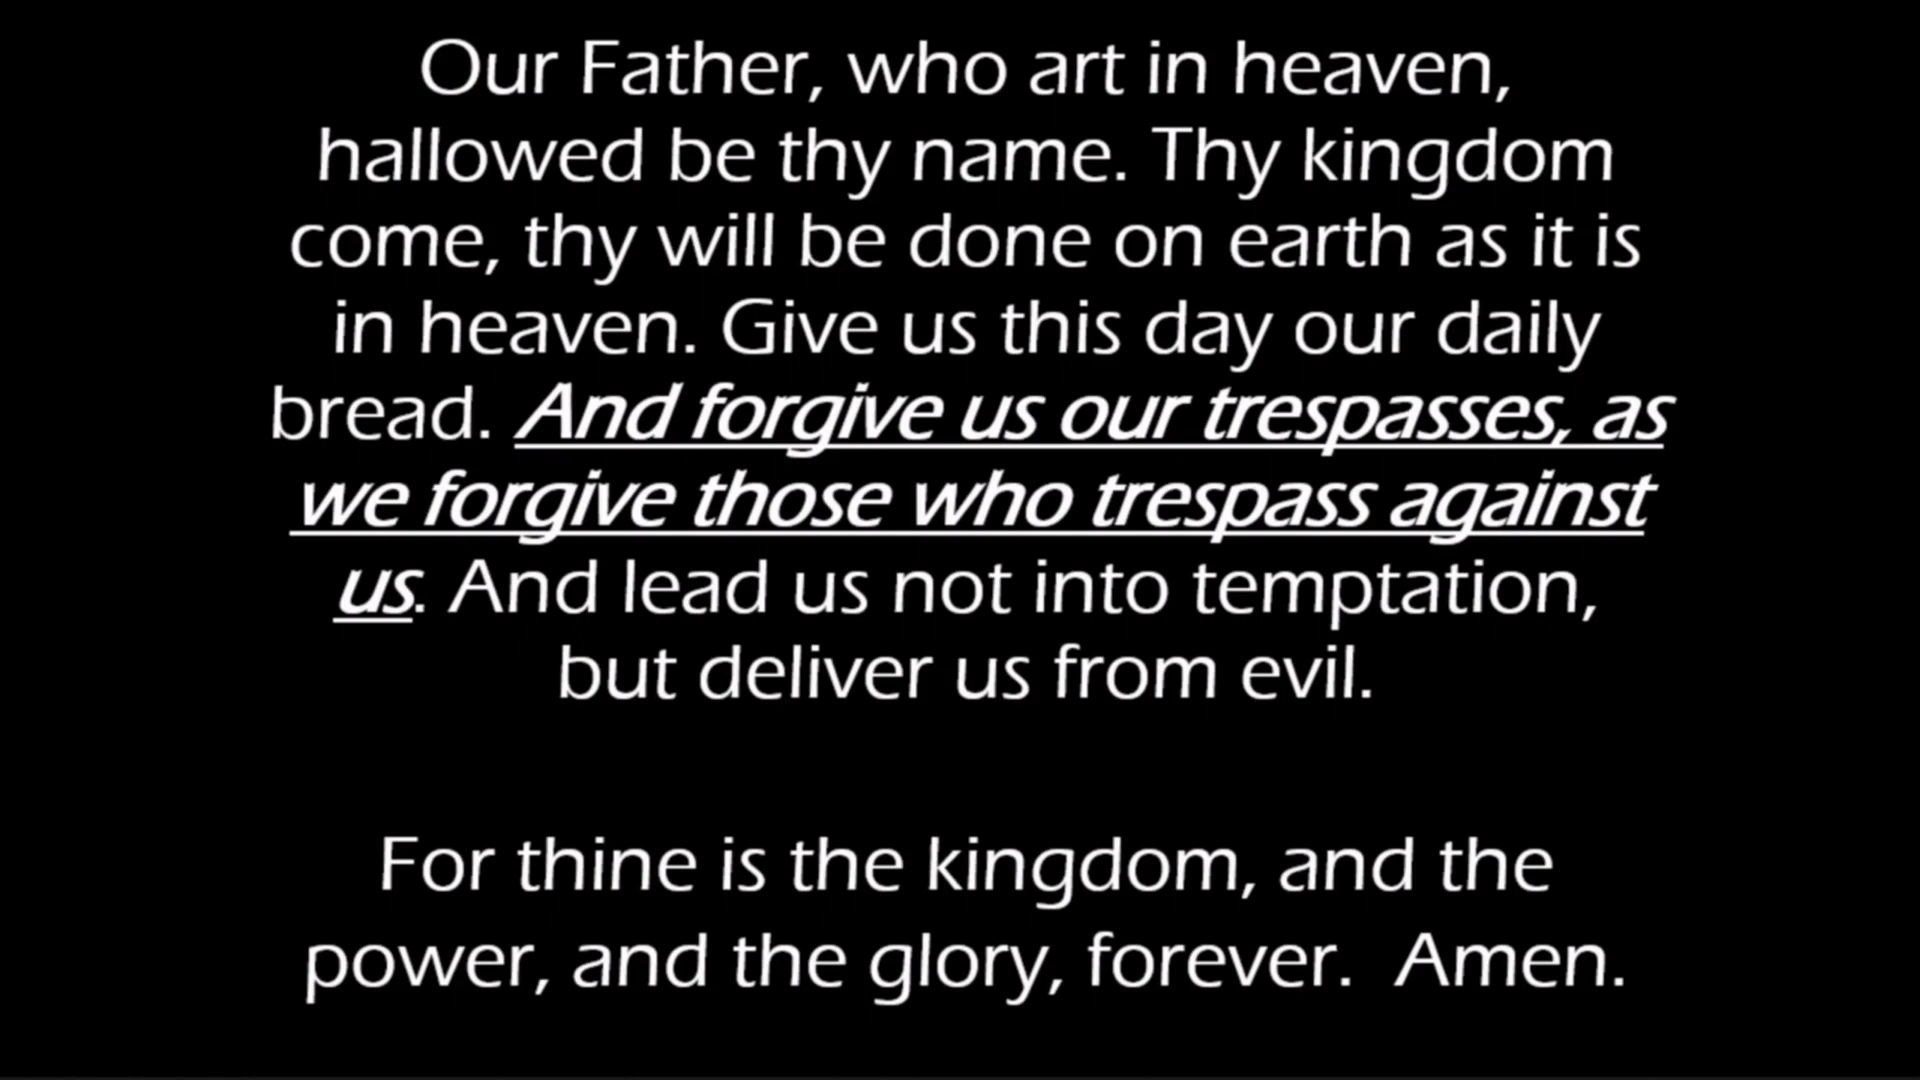 Our Father, who art in heaven,
hallowed be thy name. Thy kingdom
come, thy will be done on earth as it is
in heaven. Give us this day our daily
bread. And forgive us our trespasses, as
we forgive those who trespass against
us. And lead us not into temptation,
but deliver us from evil.
For thine is the kingdom, and the
power, and the glory, forever.  Amen.